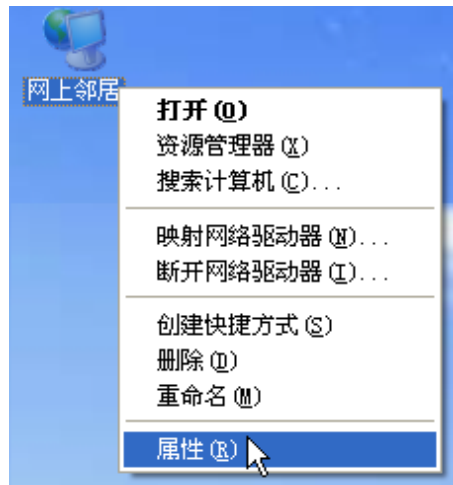 网上邻居
打开(O)
资源管理器(X)
搜索计算机(C)...
映射网络驱动器(N)...
断开网络驱动器(I)...
创建快捷方式(S)
删除(D)
重命名(M)
属性(R)